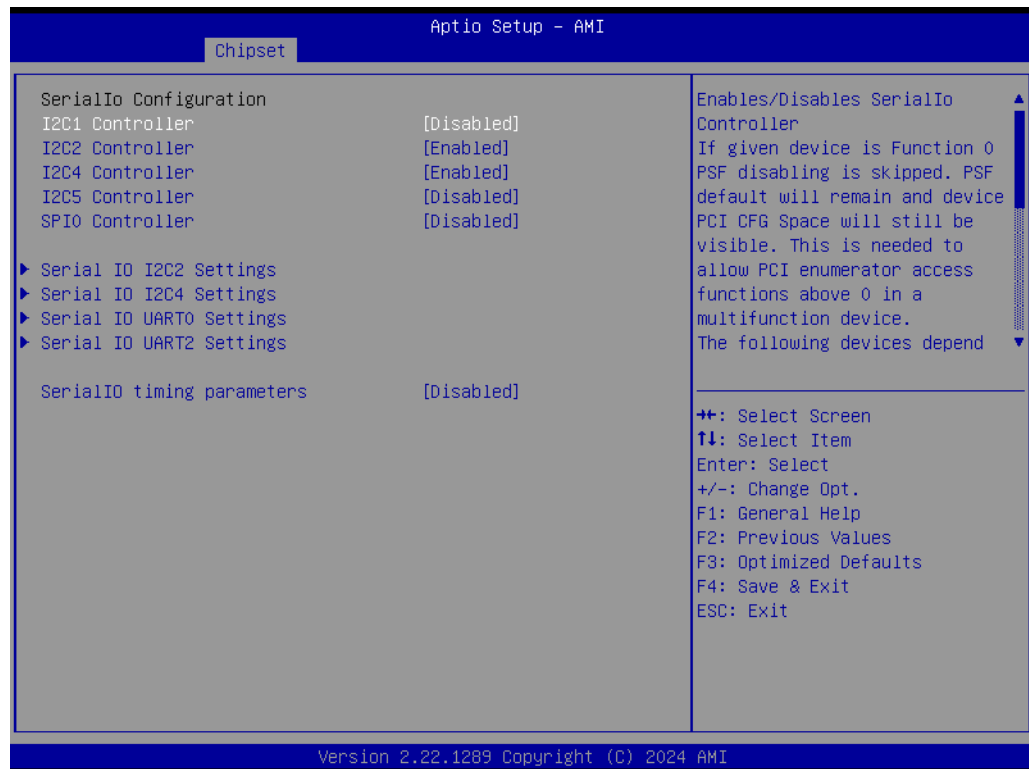 Aptio Setup – AMI
Chipset
SerialIo Configuration
I2C1 Controller [Disabled]
I2C2 Controller [Enabled]
I2C4 Controller [Enabled]
I2C5 Controller [Disabled]
SPI0 Controller [Disabled]
Serial IO I2C2 Settings
Serial IO I2C4 Settings
Serial IO UART0 Settings
Serial IO UART2 Settings
SerialIO timing parameters [Disabled]
Enables/Disables SerialIo
Controller
If given device is Function 0
PSF disabling is skipped. PSF
default will remain and device
PCI CFG Space will still be
visible. This is needed to
allow PCI enumerator access
functions above 0 in a
multifunction device.
The following devices depend
→←: Select Screen
↑↓: Select Item
Enter: Select
+/-: Change Opt.
F1: General Help
F2: Previous Values
F3: Optimized Defaults
F4: Save & Exit
ESC: Exit
Version 2.22.1289 Copyright (C) 2024 AMI